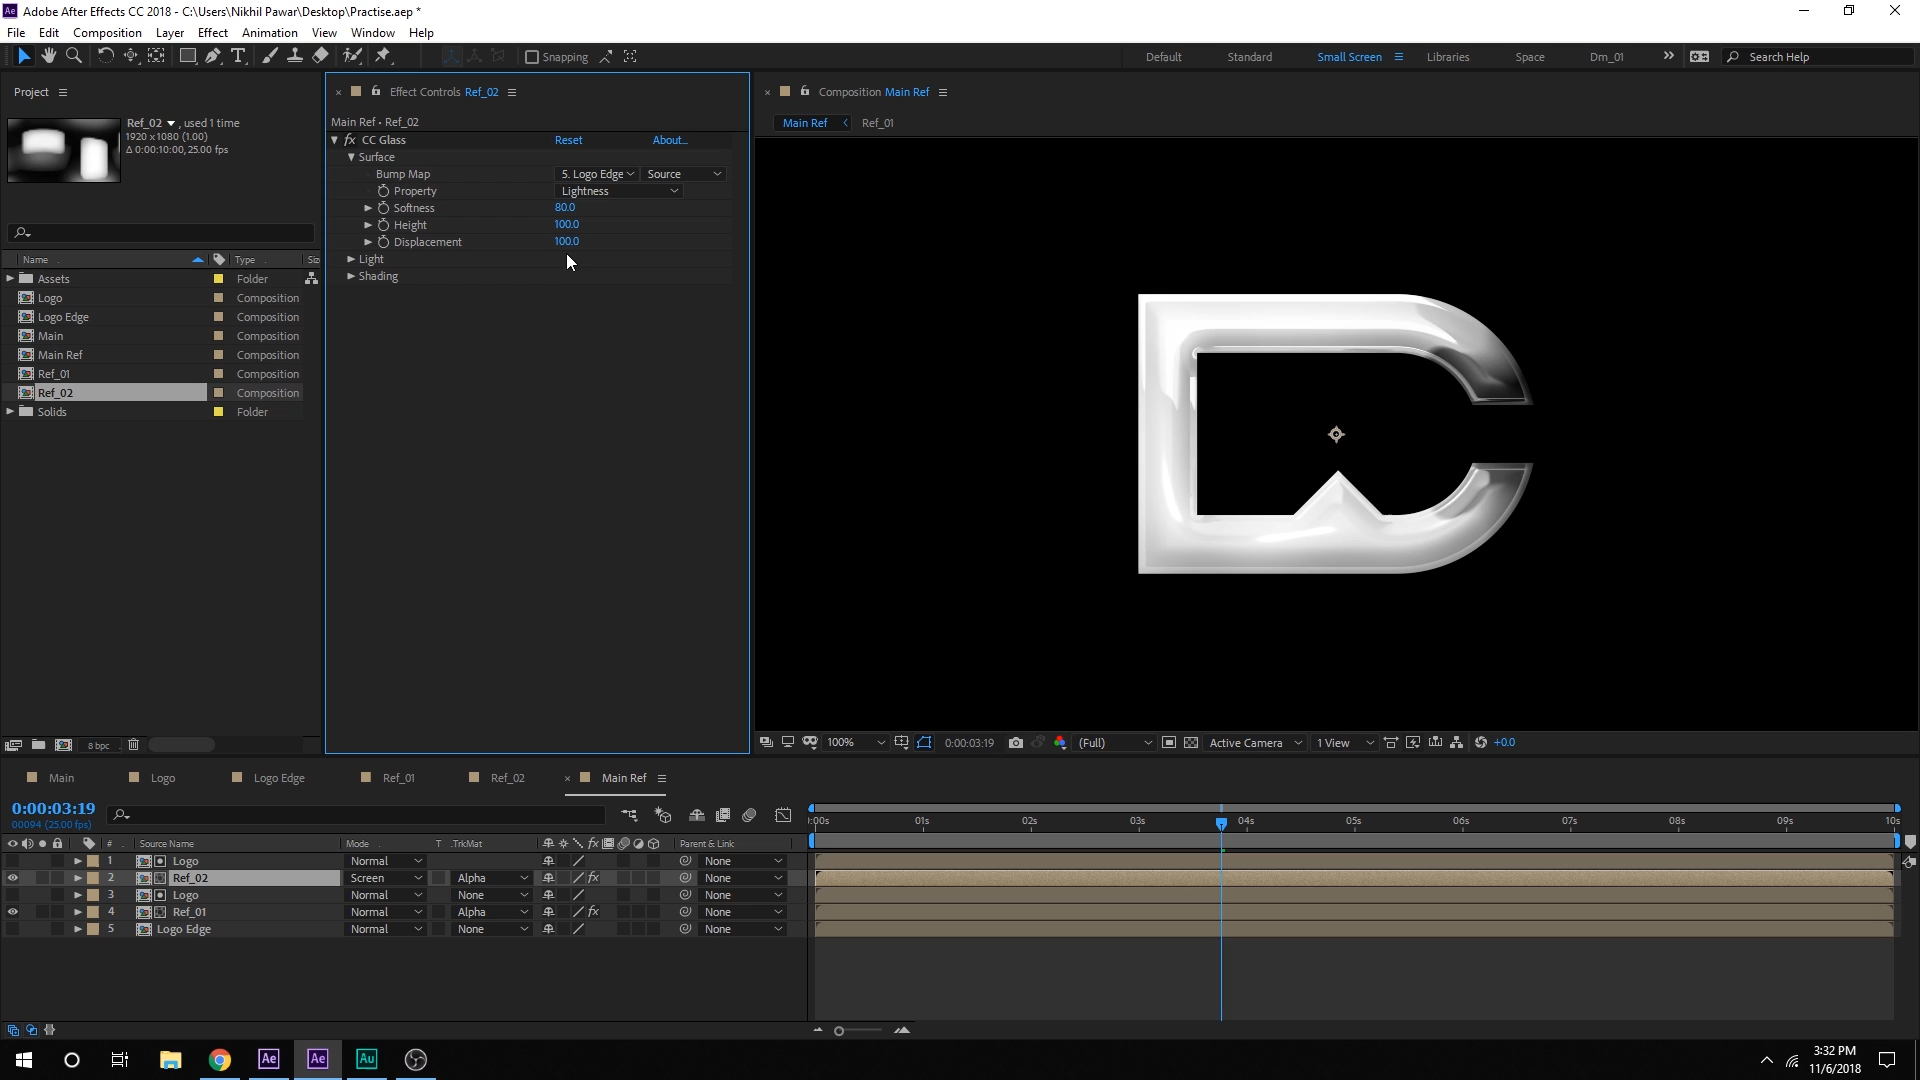 Adobe After Effects CC 2018 - C:\Users\Nikhil Pawar\Desktop\Practise.aep *
File Edit Composition Layer Effect Animation View Window Help
Snapping Default Standard Small Screen Libraries Space Dm_01 Search Help
Project
Ref_02 , used 1 time
1920 x 1080 (1.00)
Δ 0:00:10:00, 25.00 fps
Name Type Siz
Assets Folder
Logo Composition
Logo Edge Composition
Main Composition
Main Ref Composition
Ref_01 Composition
Ref_02 Composition
Solids Folder
8 bpc
Effect Controls Ref_02
Main Ref • Ref_02
fx CC Glass Reset About...
Surface
Bump Map 5. Logo Edge Source
Property Lightness
Softness 80.0
Height 100.0
Displacement 100.0
Light
Shading
Composition Main Ref
Main Ref Ref_01
100% 0:00:03:19 (Full) Active Camera 1 View +0.0
Main Logo Logo Edge Ref_01 Ref_02 Main Ref
0:00:03:19
00094 (25.00 fps)
:00s 01s 02s 03s 04s 05s 06s 07s 08s 09s 10s
# Source Name Mode T .TrkMat fx Parent & Link
1 Logo Normal None
2 Ref_02 Screen Alpha fx None
3 Logo Normal None None
4 Ref_01 Normal Alpha fx None
5 Logo Edge Normal None None
Ae Ae Au
3:32 PM
11/6/2018